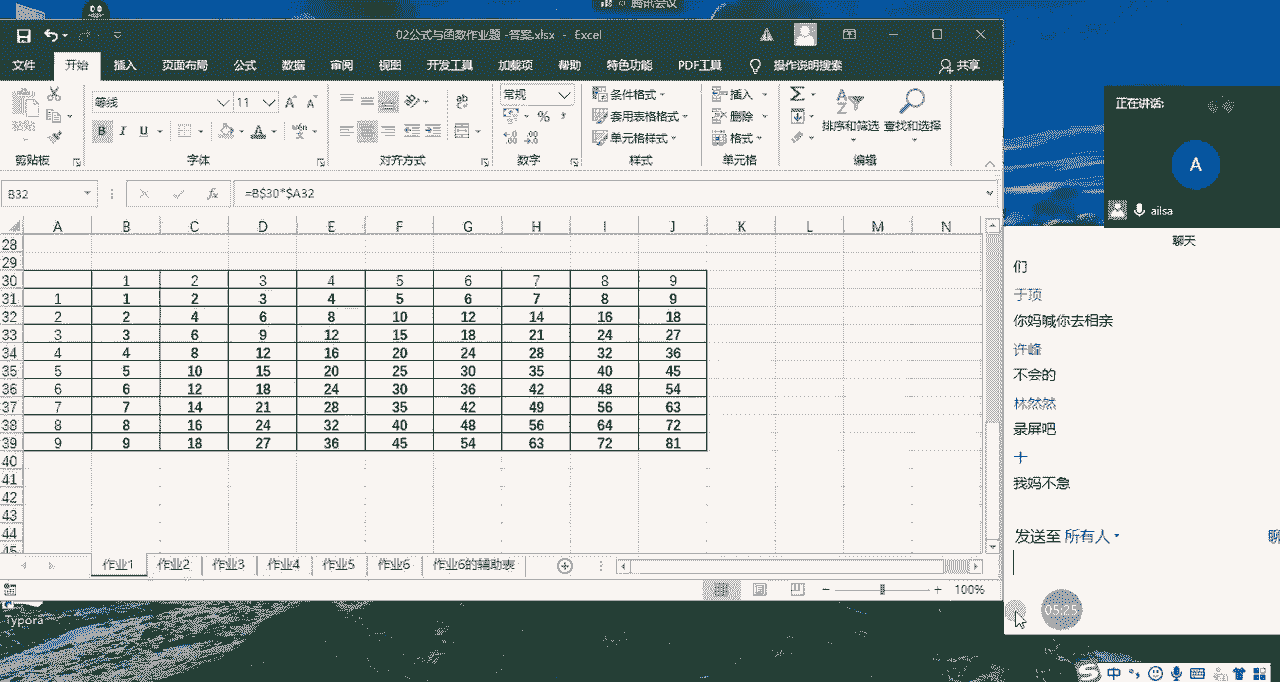 腾讯会议
02公式与函数作业题 -答案.xlsx - Excel
文件 开始 插入 页面布局 公式 数据 审阅 视图 开发工具 加载项 帮助 特色功能 PDF工具 操作说明搜索 共享
等线 11 常规 条件格式 插入
粘贴 套用表格格式 删除 排序和筛选 查找和选择
B I U A 单元格样式 格式
剪贴板 字体 对齐方式 数字 样式 单元格 编辑
B32 fx =B$30*$A32
A B C D E F G H I J K L M N
28
29
30 1 2 3 4 5 6 7 8 9
31 1 1 2 3 4 5 6 7 8 9
32 2 2 4 6 8 10 12 14 16 18
33 3 3 6 9 12 15 18 21 24 27
34 4 4 8 12 16 20 24 28 32 36
35 5 5 10 15 20 25 30 35 40 45
36 6 6 12 18 24 30 36 42 48 54
37 7 7 14 21 28 35 42 49 56 63
38 8 8 16 24 32 40 48 56 64 72
39 9 9 18 27 36 45 54 63 72 81
40
41
42
43
44
45
作业1 作业2 作业3 作业4 作业5 作业6 作业6的辅助表
100%
Typora
正在讲话:
A
ailsa
聊天
们
于顶
你妈喊你去相亲
许峰
不会的
林然然
录屏吧
十
我妈不急
发送至 所有人
05:25
中